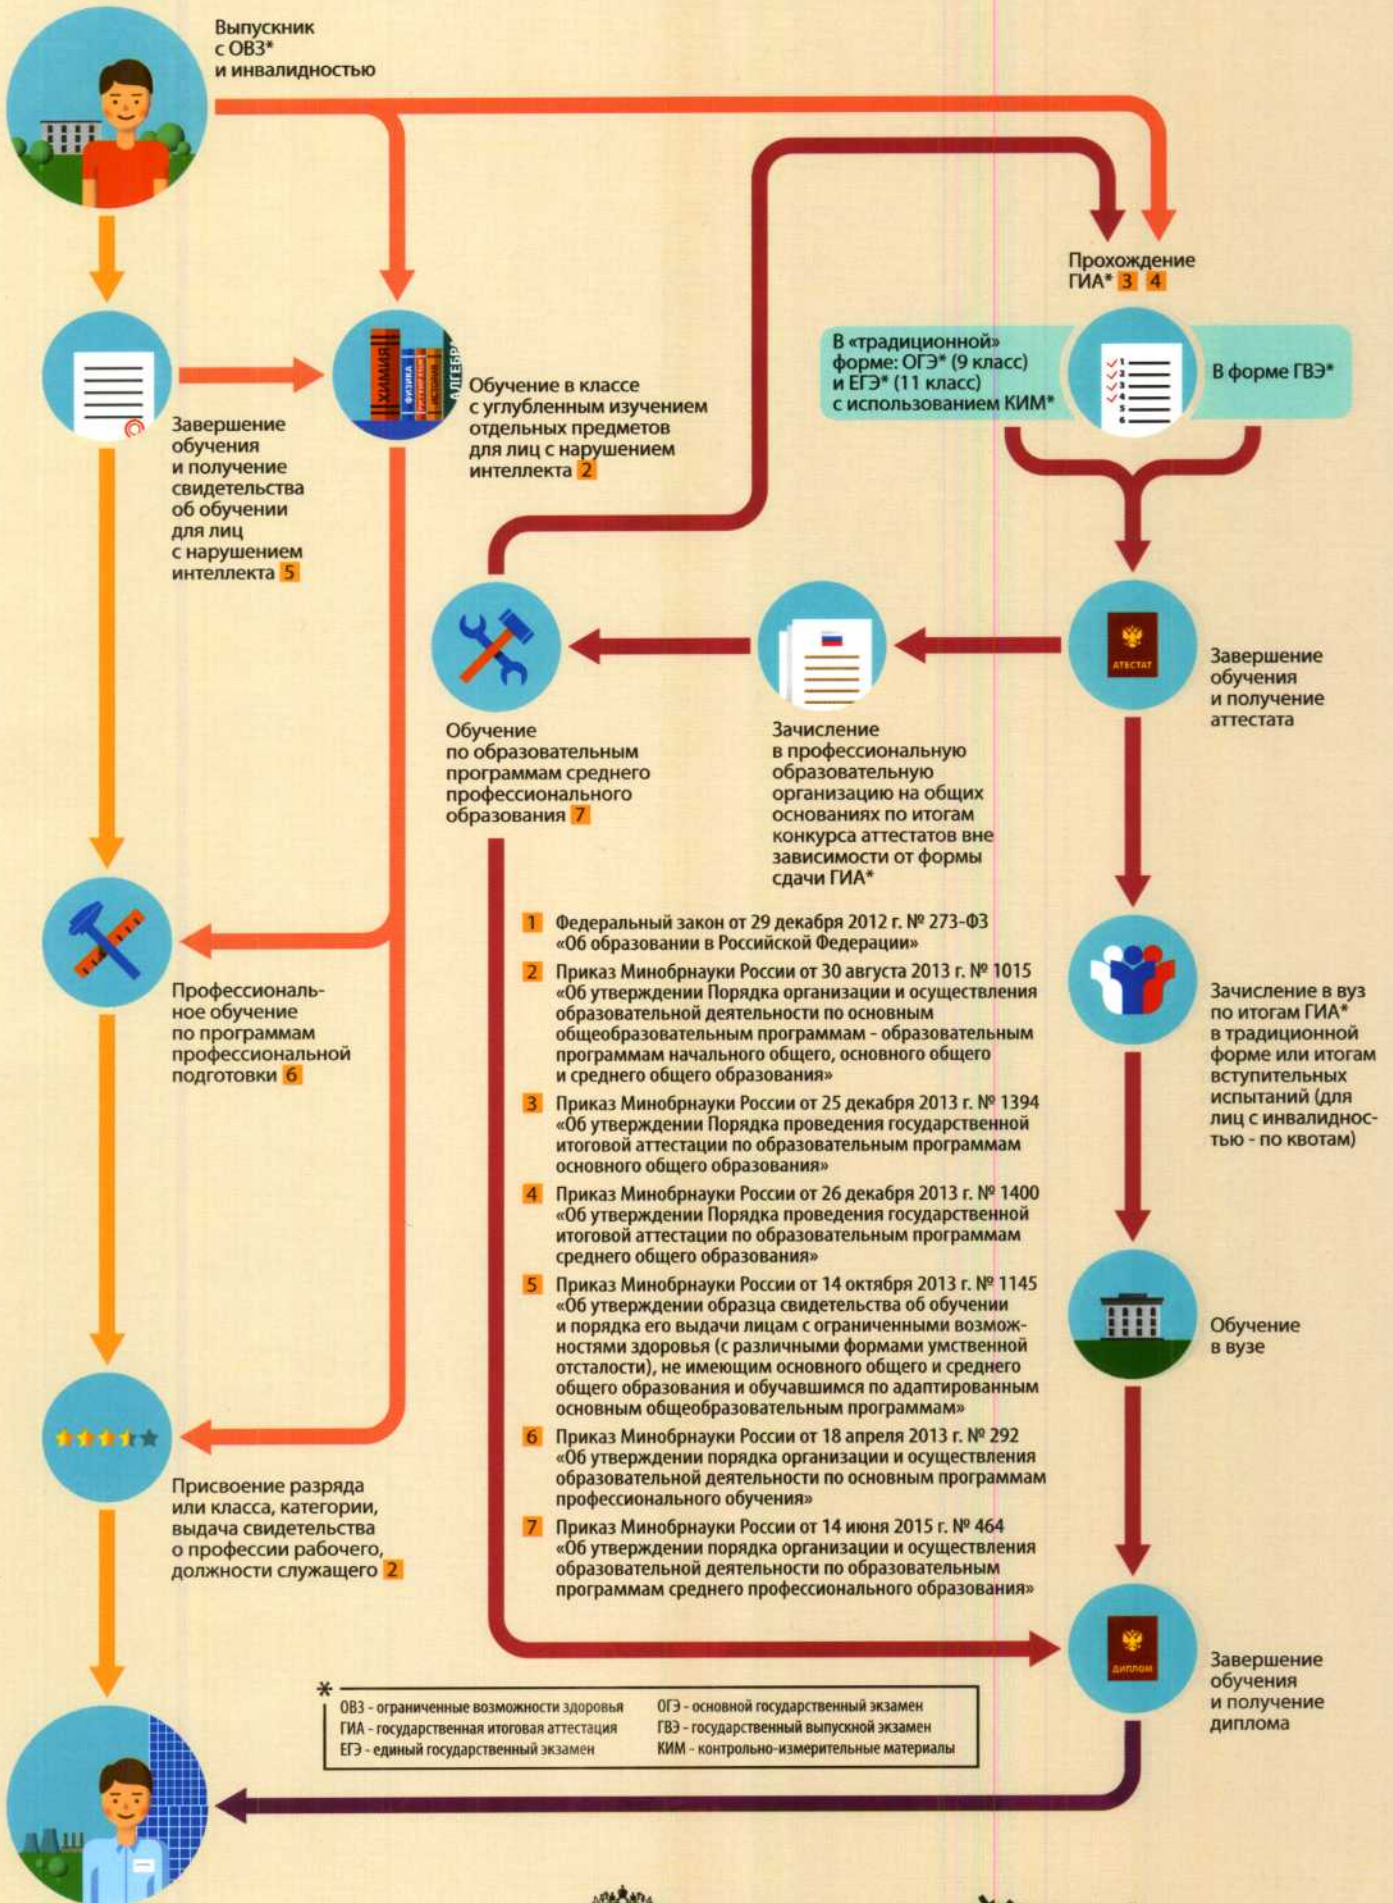 Выпускник
с ОВЗ*
и инвалидностью
Прохождение
ГИА* 3 4
В «традиционной»
форме: ОГЭ* (9 класс)
и ЕГЭ* (11 класс)
с использованием КИМ*
1
2
3
4
5
6
В форме ГВЭ*
ХИМИЯ
ФИЗИКА
АЛГЕБРА
Обучение в классе
с углубленным изучением
отдельных предметов
для лиц с нарушением
интеллекта 2
Завершение
обучения
и получение
свидетельства
об обучении
для лиц
с нарушением
интеллекта 5
АТЕСТАТ
Завершение
обучения
и получение
аттестата
Зачисление
в профессиональную
образовательную
организацию на общих
основаниях по итогам
конкурса аттестатов вне
зависимости от формы
сдачи ГИА*
Обучение
по образовательным
программам среднего
профессионального
образования 7
Профессиональ-
ное обучение
по программам
профессиональной
подготовки 6
Зачисление в вуз
по итогам ГИА*
в традиционной
форме или итогам
вступительных
испытаний (для
лиц с инвалиднос-
тью - по квотам)
1 Федеральный закон от 29 декабря 2012 г. № 273-ФЗ
«Об образовании в Российской Федерации»
2 Приказ Минобрнауки России от 30 августа 2013 г. № 1015
«Об утверждении Порядка организации и осуществления
образовательной деятельности по основным
общеобразовательным программам - образовательным
программам начального общего, основного общего
и среднего общего образования»
3 Приказ Минобрнауки России от 25 декабря 2013 г. № 1394
«Об утверждении Порядка проведения государственной
итоговой аттестации по образовательным программам
основного общего образования»
4 Приказ Минобрнауки России от 26 декабря 2013 г. № 1400
«Об утверждении Порядка проведения государственной
итоговой аттестации по образовательным программам
среднего общего образования»
5 Приказ Минобрнауки России от 14 октября 2013 г. № 1145
«Об утверждении образца свидетельства об обучении
и порядка его выдачи лицам с ограниченными возмож-
ностями здоровья (с различными формами умственной
отсталости), не имеющим основного общего и среднего
общего образования и обучавшимся по адаптированным
основным общеобразовательным программам»
6 Приказ Минобрнауки России от 18 апреля 2013 г. № 292
«Об утверждении порядка организации и осуществления
образовательной деятельности по основным программам
профессионального обучения»
7 Приказ Минобрнауки России от 14 июня 2015 г. № 464
«Об утверждении порядка организации и осуществления
образовательной деятельности по образовательным
программам среднего профессионального образования»
Обучение
в вузе
Присвоение разряда
или класса, категории,
выдача свидетельства
о профессии рабочего,
должности служащего 2
ДИПЛОМ
Завершение
обучения
и получение
диплома
*
ОВЗ - ограниченные возможности здоровья
ГИА - государственная итоговая аттестация
ЕГЭ - единый государственный экзамен
ОГЭ - основной государственный экзамен
ГВЭ - государственный выпускной экзамен
КИМ – контрольно-измерительные материалы